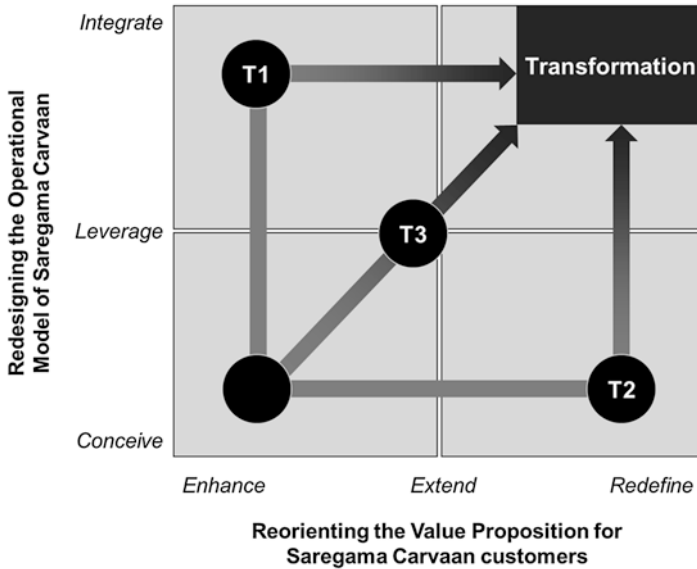 Integrate
T1
Transformation
Redesigning the Operational
Model of Saregama Carvaan
Leverage
T3
T2
Conceive
Enhance
Extend
Redefine
Reorienting the Value Proposition for
Saregama Carvaan customers